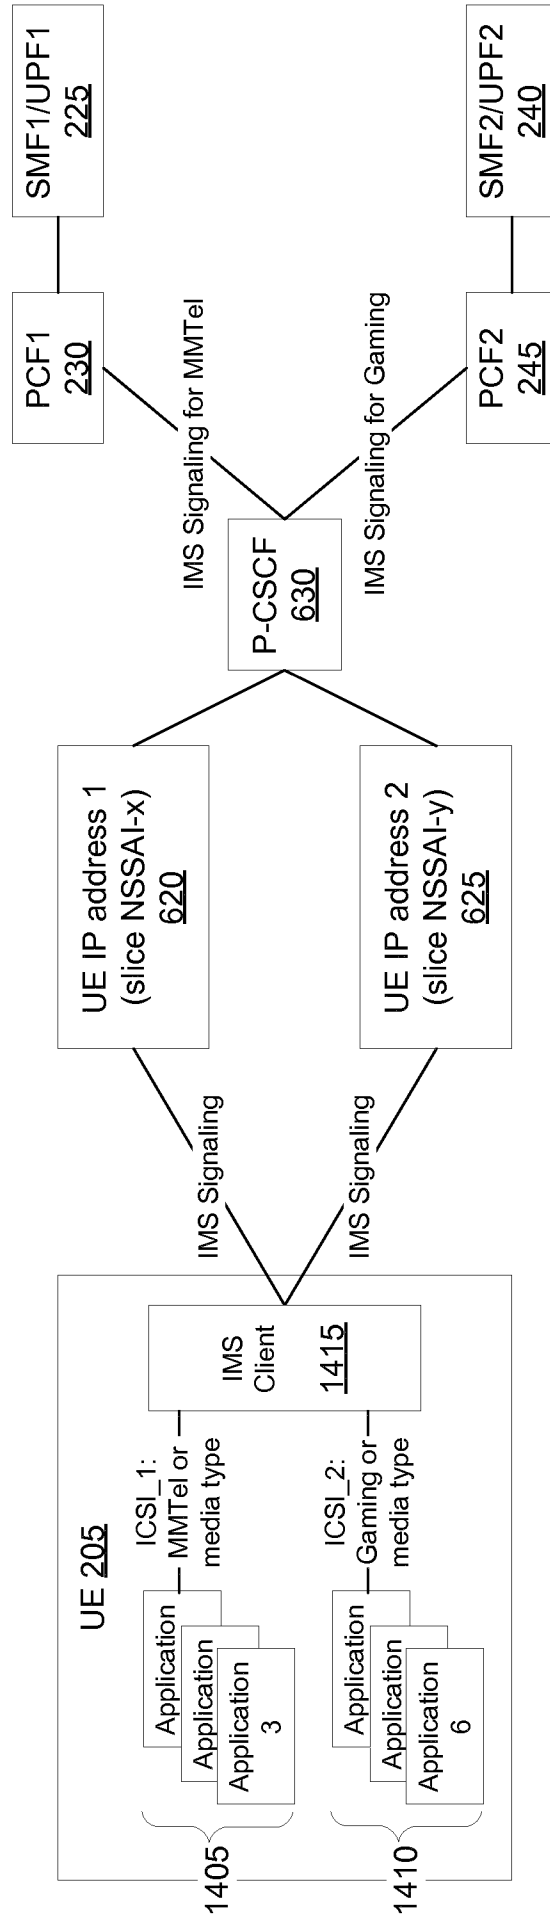 UE 205
1405
Application
Application
Application
3
ICSI_1:
MMTel or
media type
1410
Application
Application
Application
6
ICSI_2:
Gaming or
media type
IMS
Client
1415
IMS Signaling
IMS Signaling
UE IP address 1
(slice NSSAI-x)
620
UE IP address 2
(slice NSSAI-y)
625
P-CSCF
630
IMS Signaling for MMTel
IMS Signaling for Gaming
PCF1
230
PCF2
245
SMF1/UPF1
225
SMF2/UPF2
240